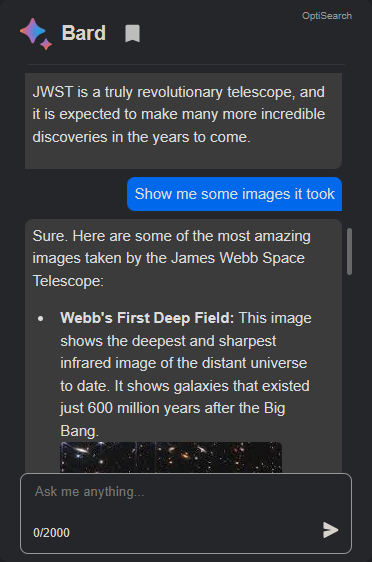 OptiSearch
Bard
JWST is a truly revolutionary telescope, and
it is expected to make many more incredible
discoveries in the years to come.
Show me some images it took
Sure. Here are some of the most amazing
images taken by the James Webb Space
Telescope:
• Webb's First Deep Field: This image
shows the deepest and sharpest
infrared image of the distant universe
to date. It shows galaxies that existed
just 600 million years after the Big
Bang.
Ask me anything...
0/2000